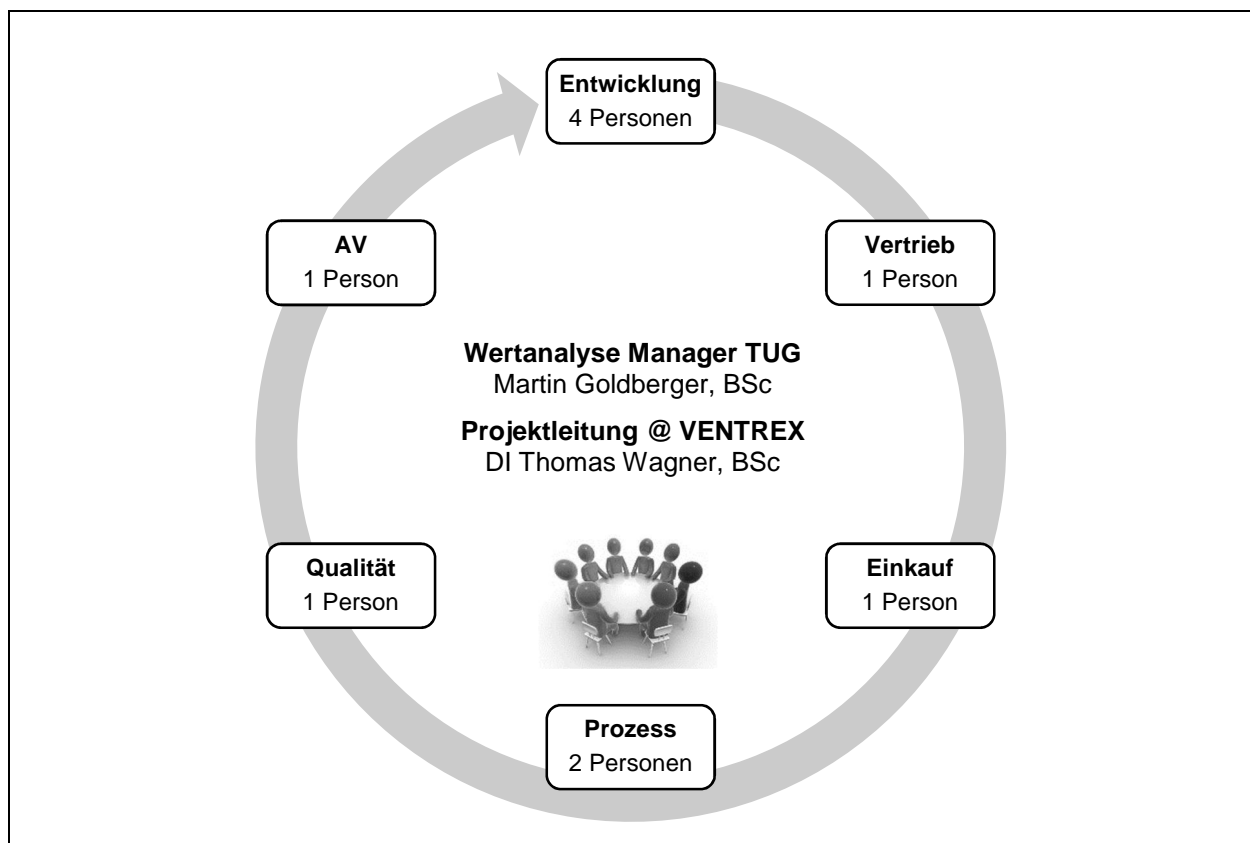 Entwicklung
4 Personen
AV
1 Person
Vertrieb
1 Person
Wertanalyse Manager TUG
Martin Goldberger, BSc
Projektleitung @ VENTREX
DI Thomas Wagner, BSc
Qualität
1 Person
Einkauf
1 Person
Prozess
2 Personen